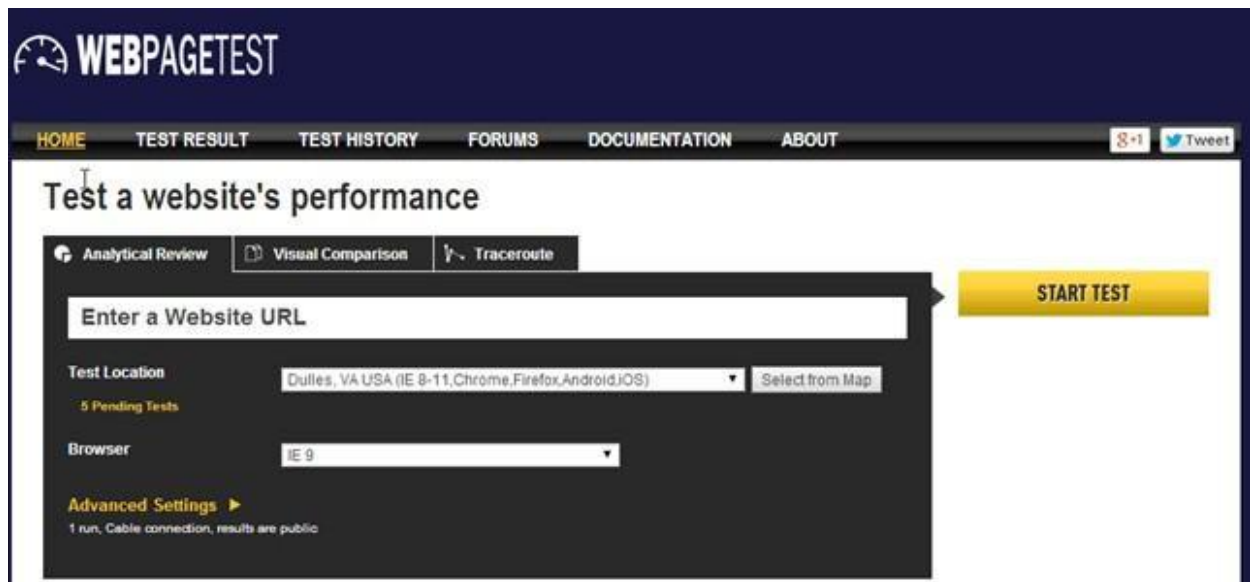 WEBPAGETEST
HOME TEST RESULT TEST HISTORY FORUMS DOCUMENTATION ABOUT g+1 Tweet
Test a website's performance
Analytical Review Visual Comparison Traceroute
Enter a Website URL
START TEST
Test Location Dulles, VA USA (IE 8-11,Chrome,Firefox,Android,iOS) Select from Map
5 Pending Tests
Browser IE 9
Advanced Settings
1 run, Cable connection, results are public